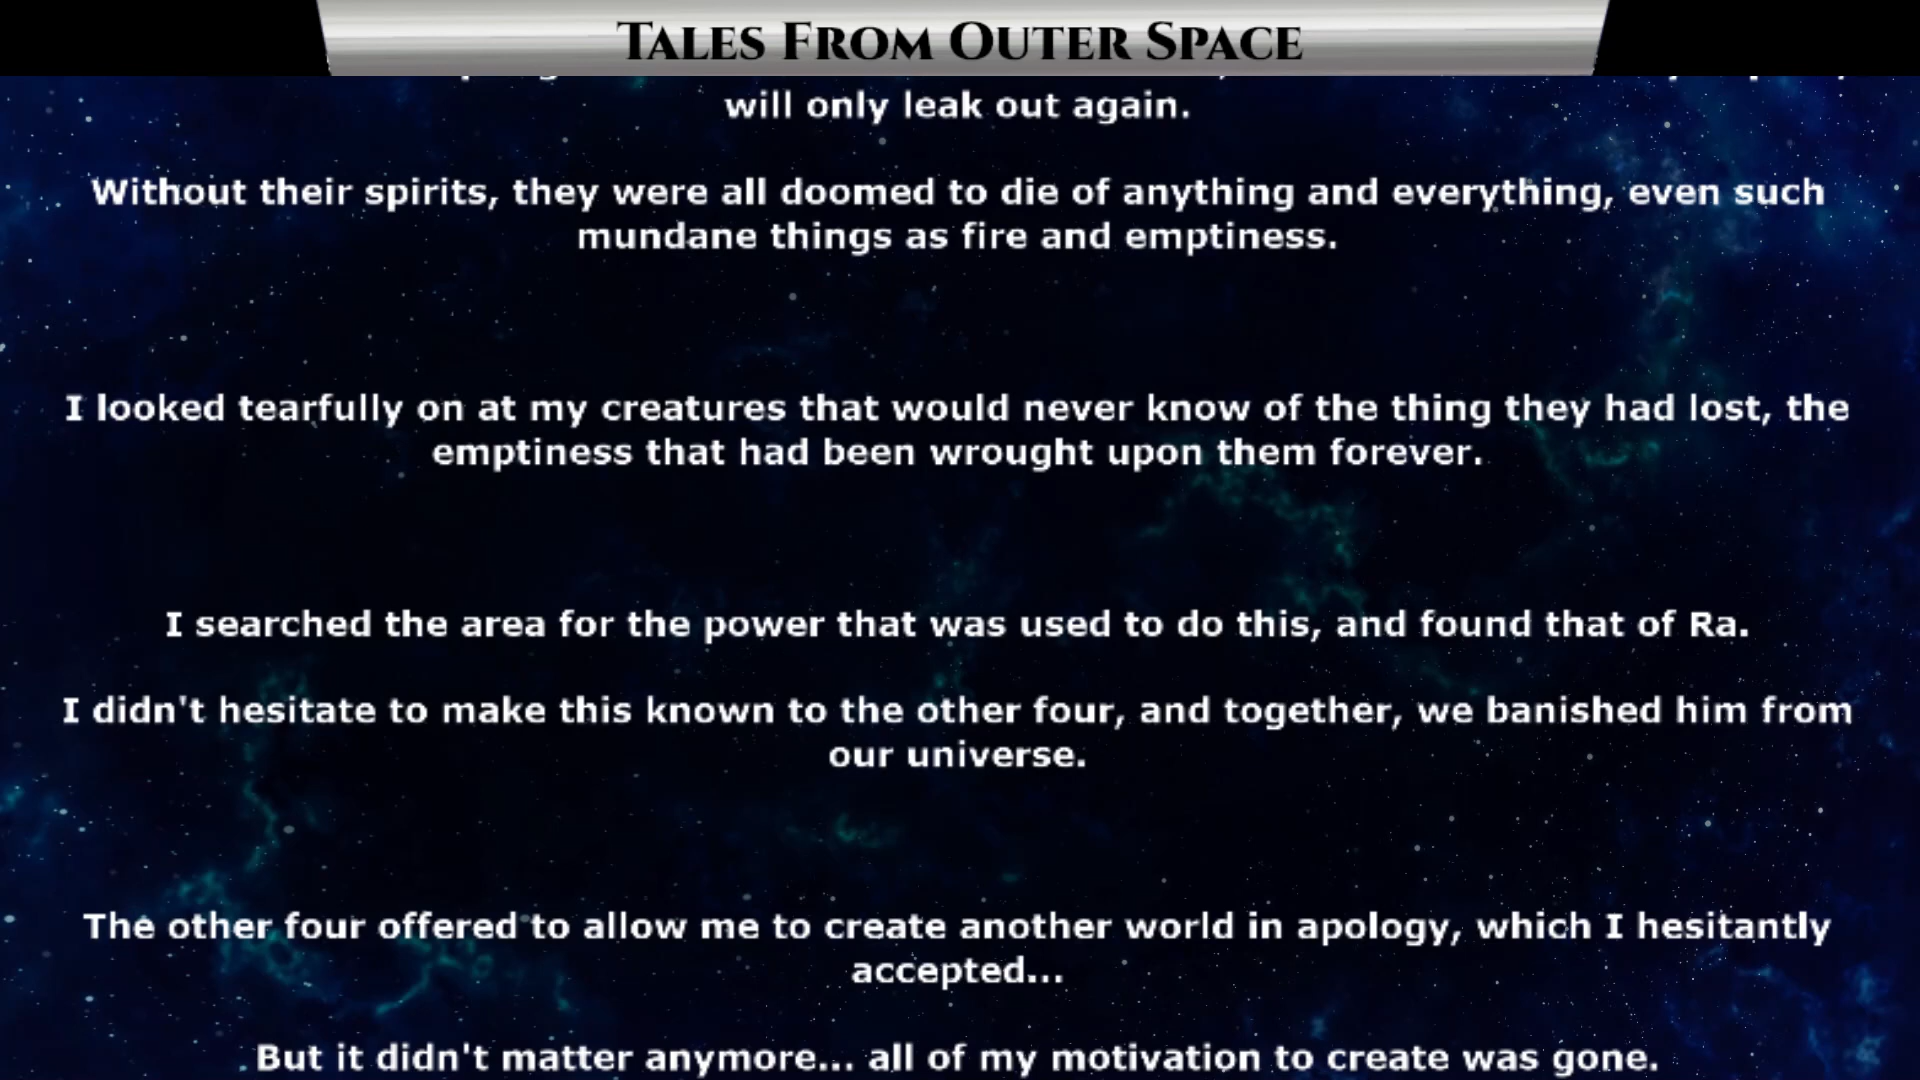 Tales From Outer Space
will only leak out again.
Without their spirits, they were all doomed to die of anything and everything, even such
mundane things as fire and emptiness.
I looked tearfully on at my creatures that would never know of the thing they had lost, the
emptiness that had been wrought upon them forever.
I searched the area for the power that was used to do this, and found that of Ra.
I didn't hesitate to make this known to the other four, and together, we banished him from
our universe.
The other four offered to allow me to create another world in apology, which I hesitantly
accepted...
But it didn't matter anymore... all of my motivation to create was gone.